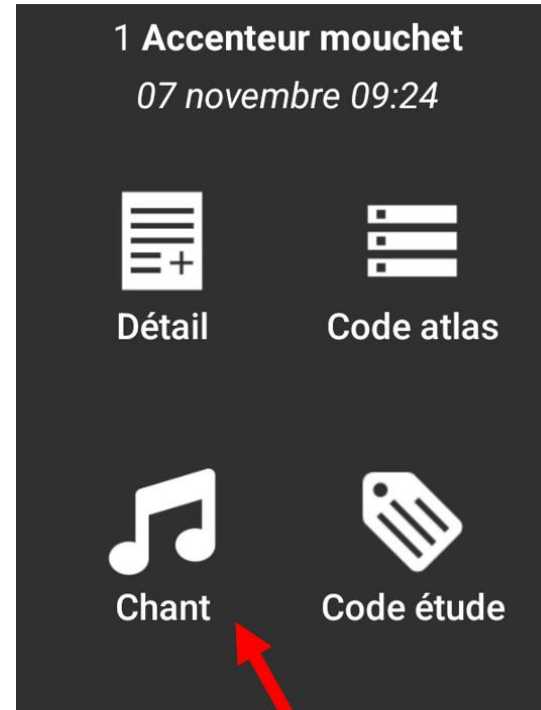 1 Accenteur mouchet
07 novembre 09:24
Détail
Code atlas
Chant
Code étude